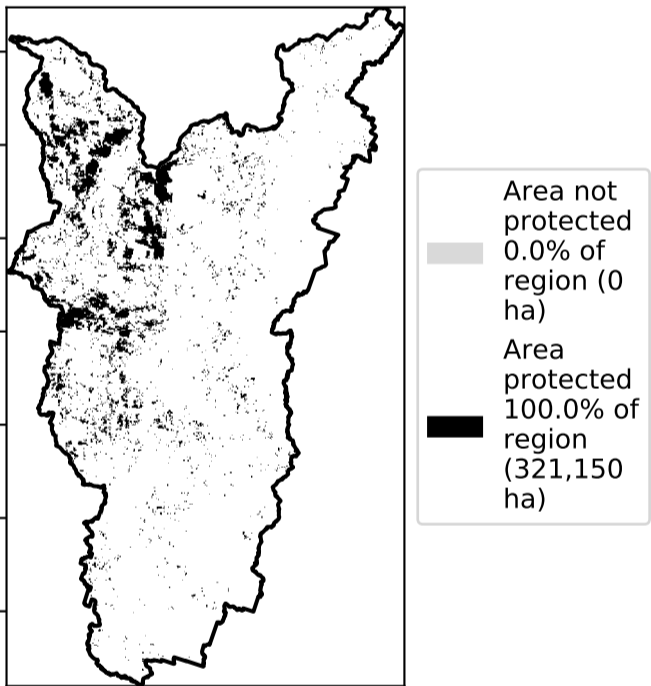 Area not
protected
0.0% of
region (0
ha)
Area
protected
100.0% of
region
(321,150
ha)